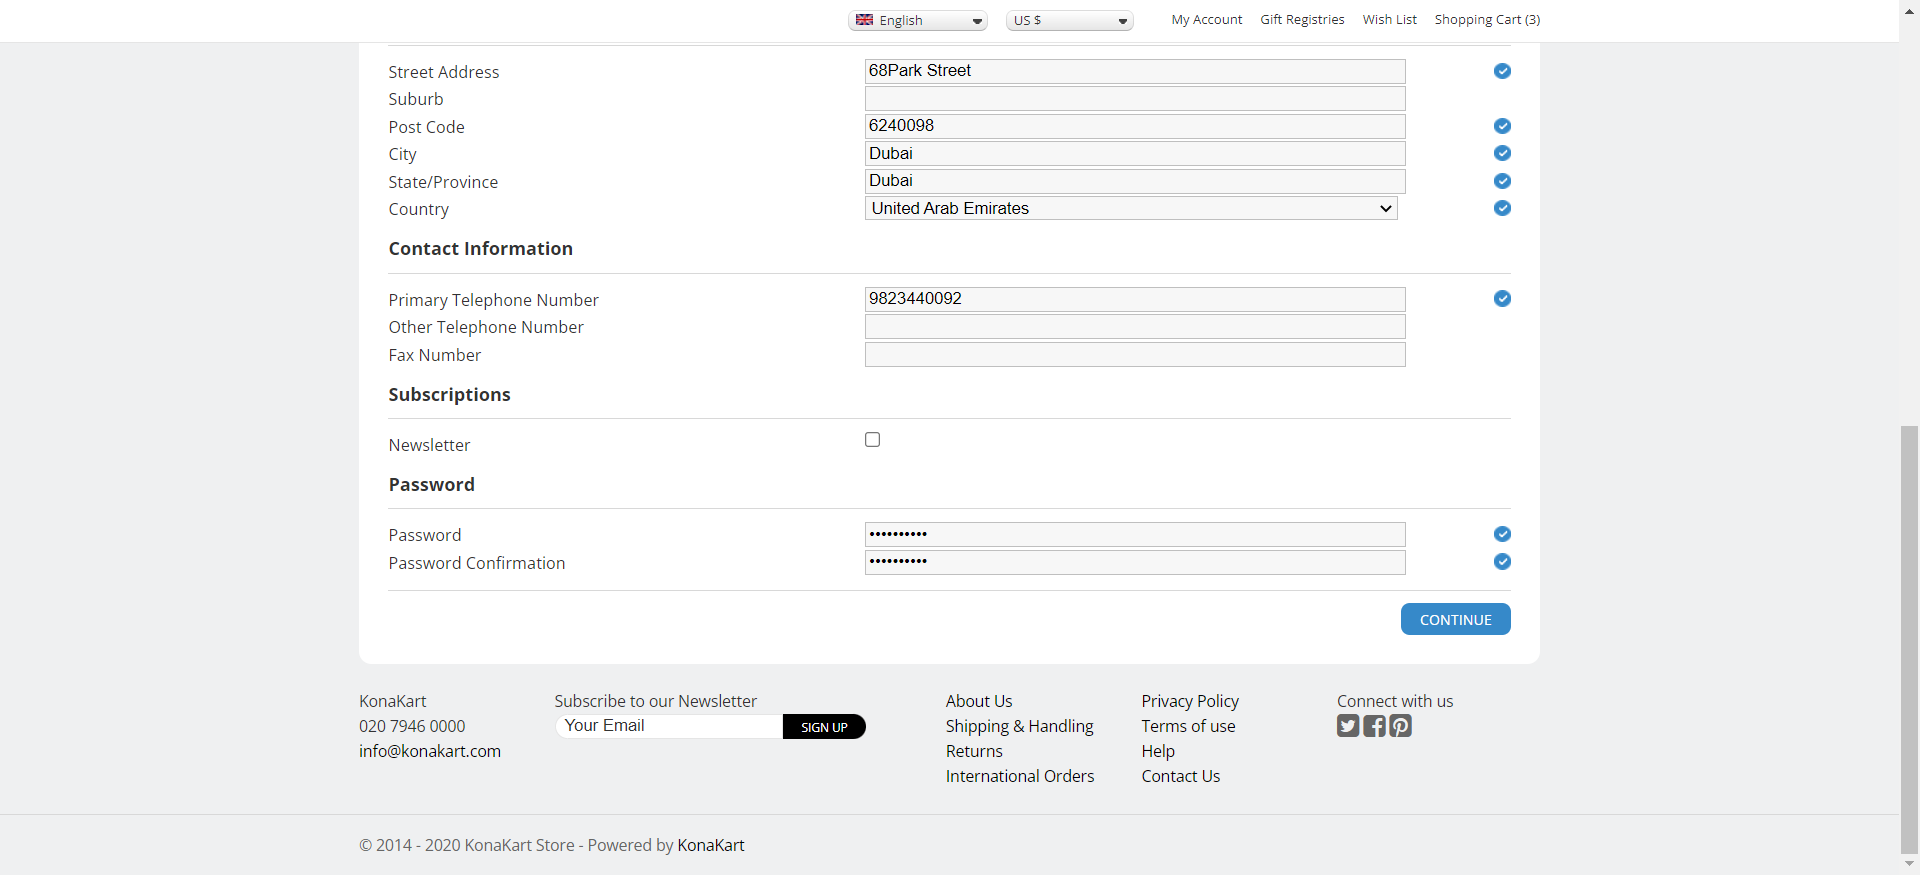 English
US $
My Account
Gift Registries
Wish List
Shopping Cart (3)
Street Address
68Park Street
Suburb
Post Code
6240098
City
Dubai
State/Province
Dubai
Country
United Arab Emirates
Contact Information
Primary Telephone Number
9823440092
Other Telephone Number
Fax Number
Subscriptions
Newsletter
Password
Password
••••••••••
Password Confirmation
••••••••••
CONTINUE
KonaKart
020 7946 0000
info@konakart.com
Subscribe to our Newsletter
Your Email
SIGN UP
About Us
Shipping & Handling
Returns
International Orders
Privacy Policy
Terms of use
Help
Contact Us
Connect with us
© 2014 - 2020 KonaKart Store - Powered by KonaKart